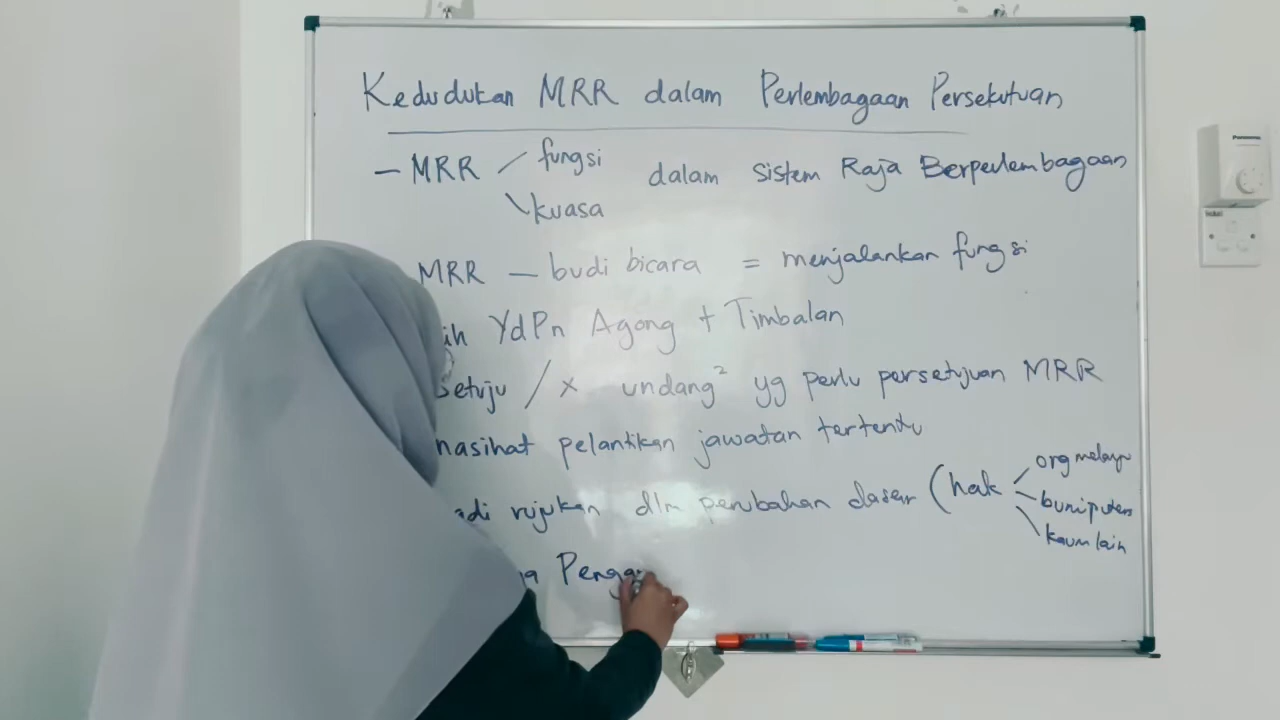 Kedudukan MRR dalam Perlembagaan Persekutuan
- MRR fungsi dalam sistem Raja Berperlembagaan
kuasa
MRR - budi bicara = menjalankan fungsi
YdPn Agong + Timbalan
setuju / x undang² yg perlu persetujuan MRR
nasihat pelantikan jawatan tertentu
rujukan dlm perubahan dasar (hak org melayu
bumiputera
kaum lain
Panasonic